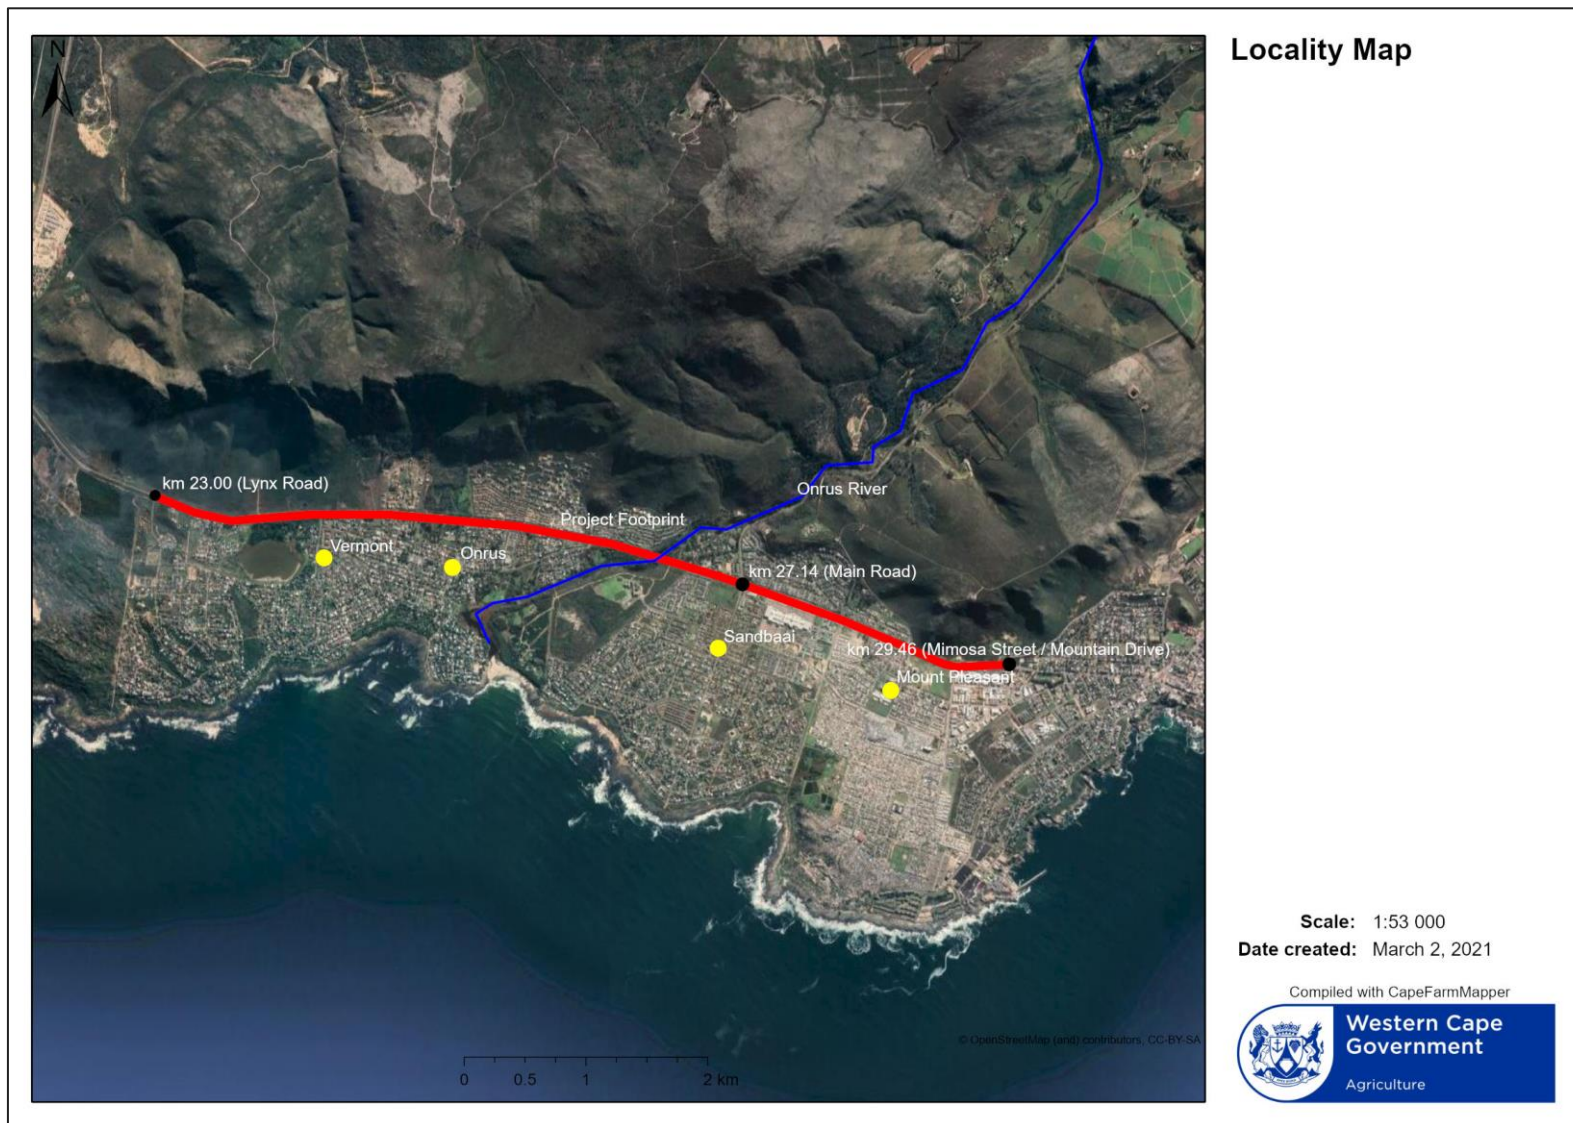 Locality Map
N
km 23.00 (Lynx Road)
Onrus River
Project Footprint
Vermont
Onrus
km 27.14 (Main Road)
Sandbaai
km 29.46 (Mimosa Street / Mountain Drive)
Mount Pleasant
Scale: 1:53 000
Date created: March 2, 2021
Compiled with CapeFarmMapper
Western Cape
Government
Agriculture
© OpenStreetMap (and) contributors, CC-BY-SA
0 0.5 1 2 km